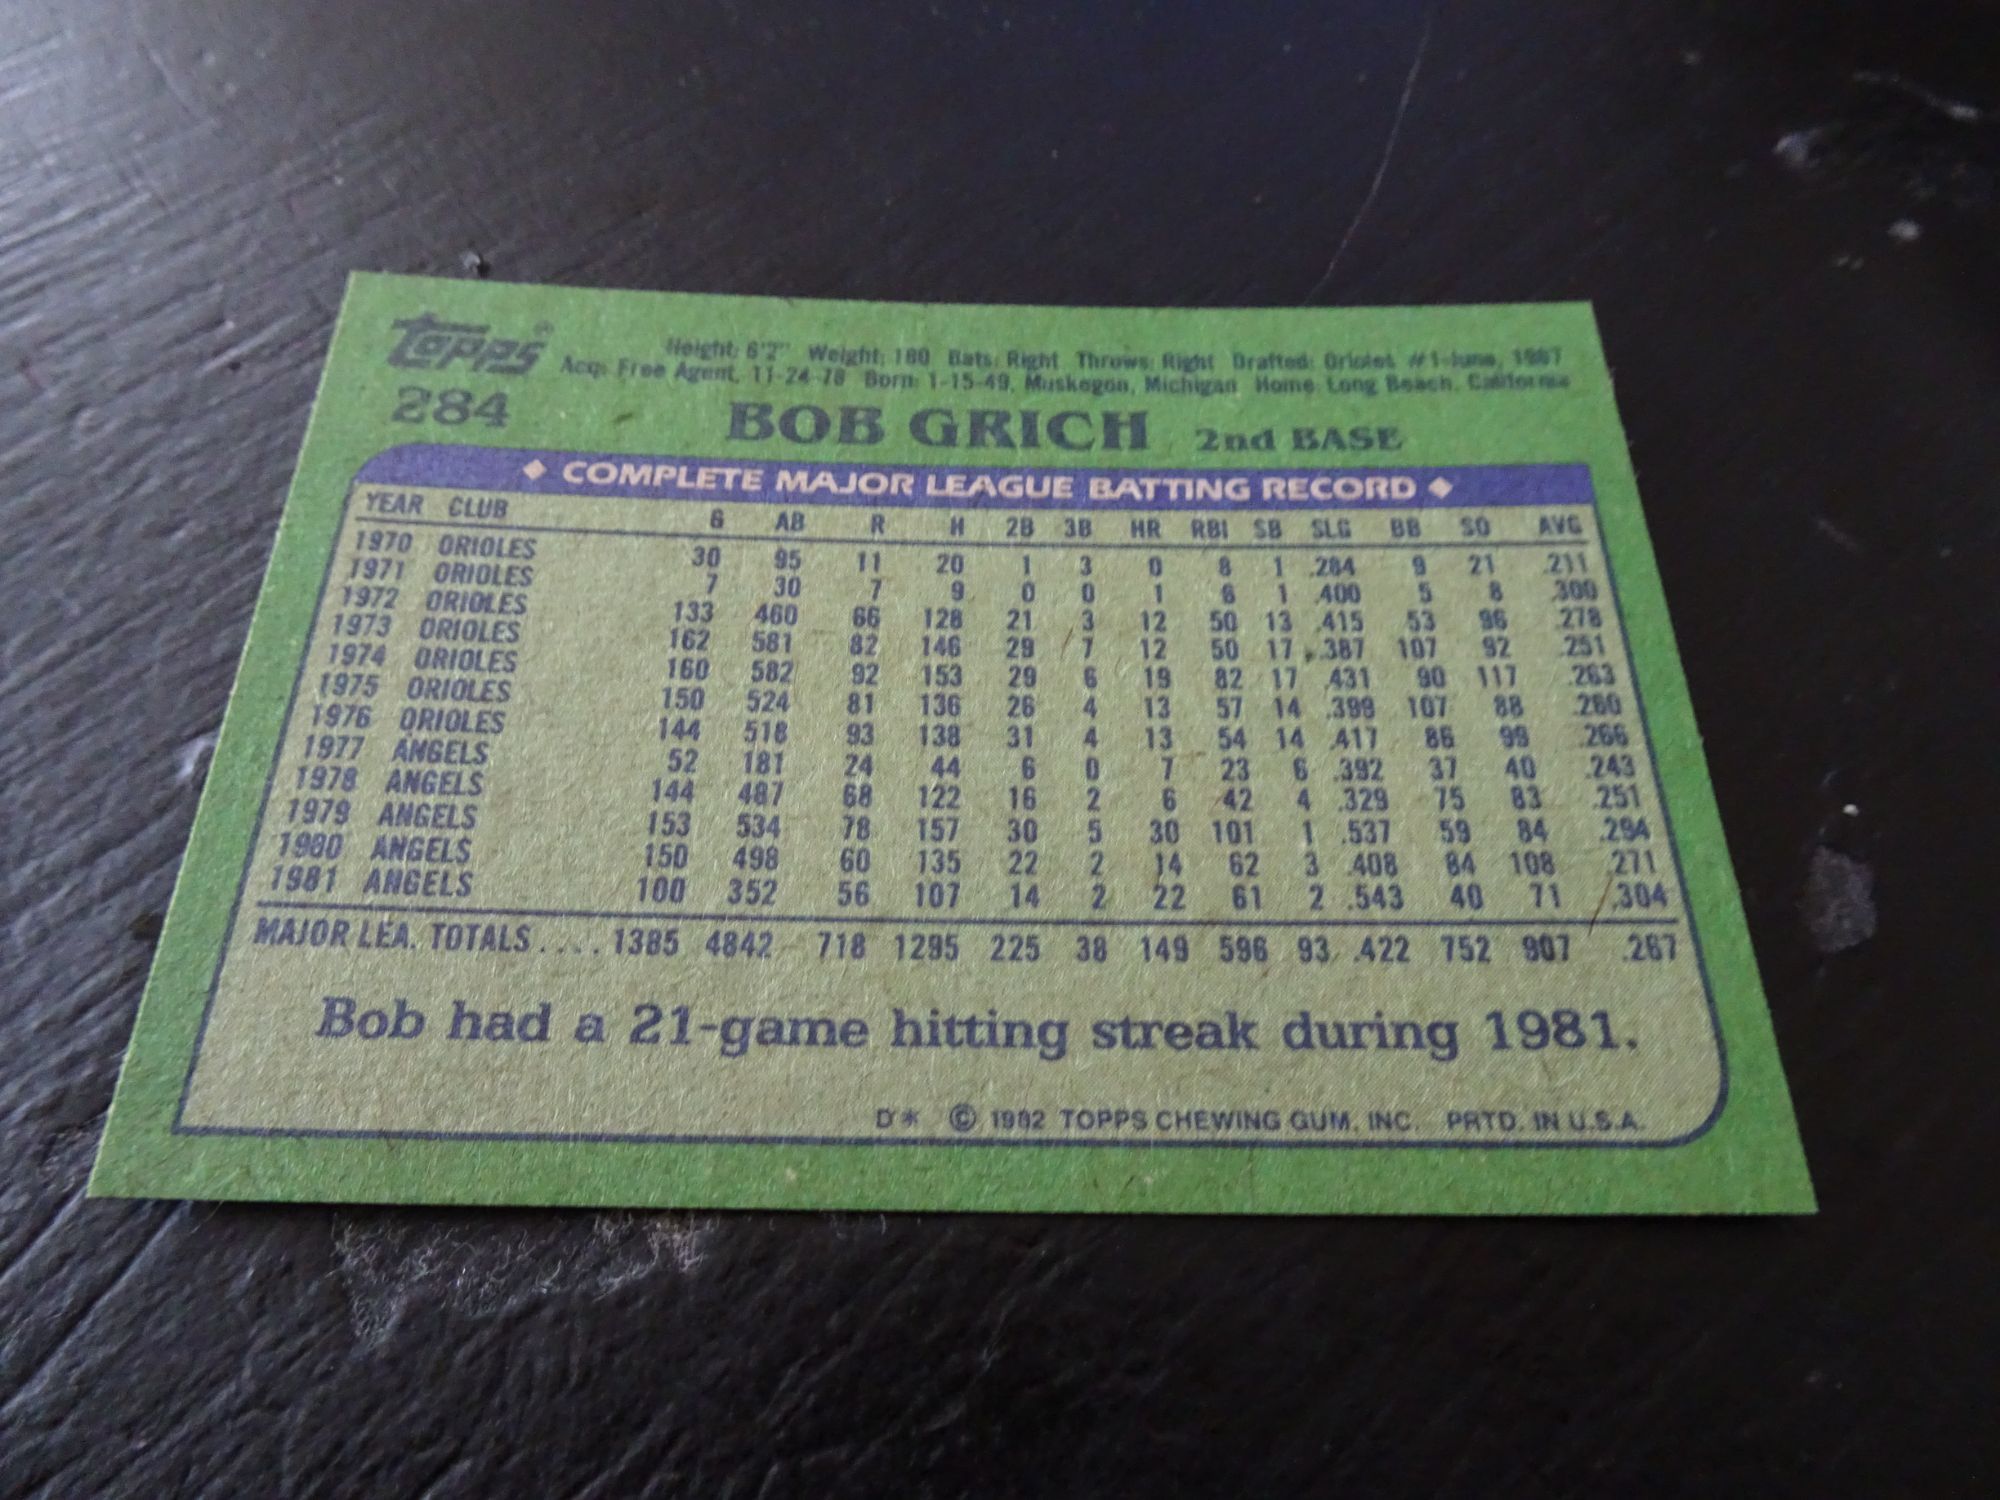 Topps®
Height: 6'2" Weight: 180 Bats: Right Throws: Right Drafted: Orioles #1-June, 1967
Acq: Free Agent, 11-24-76 Born: 1-15-49, Muskegon, Michigan Home: Long Beach, California
284 BOB GRICH 2nd BASE
◆ COMPLETE MAJOR LEAGUE BATTING RECORD ◆
YEAR CLUB G AB R H 2B 3B HR RBI SB SLG BB SO AVG
1970 ORIOLES 30 95 11 20 1 3 0 8 1 .284 9 21 .211
1971 ORIOLES 7 30 7 9 0 0 1 6 1 .400 5 8 .300
1972 ORIOLES 133 460 66 128 21 3 12 50 13 .415 53 96 .278
1973 ORIOLES 162 581 82 146 29 7 12 50 17 .387 107 92 .251
1974 ORIOLES 160 582 92 153 29 6 19 82 17 .431 90 117 .263
1975 ORIOLES 150 524 81 136 26 4 13 57 14 .399 107 88 .260
1976 ORIOLES 144 518 93 138 31 4 13 54 14 .417 86 99 .266
1977 ANGELS 52 181 24 44 6 0 7 23 6 .392 37 40 .243
1978 ANGELS 144 487 68 122 16 2 6 42 4 .329 75 83 .251
1979 ANGELS 153 534 78 157 30 5 30 101 1 .537 59 84 .294
1980 ANGELS 150 498 60 135 22 2 14 62 3 .408 84 108 .271
1981 ANGELS 100 352 56 107 14 2 22 61 2 .543 40 71 .304
MAJOR LEA. TOTALS.... 1385 4842 718 1295 225 38 149 596 93 .422 752 907 .267
Bob had a 21-game hitting streak during 1981.
D* © 1982 TOPPS CHEWING GUM, INC. PRTD. IN U.S.A.